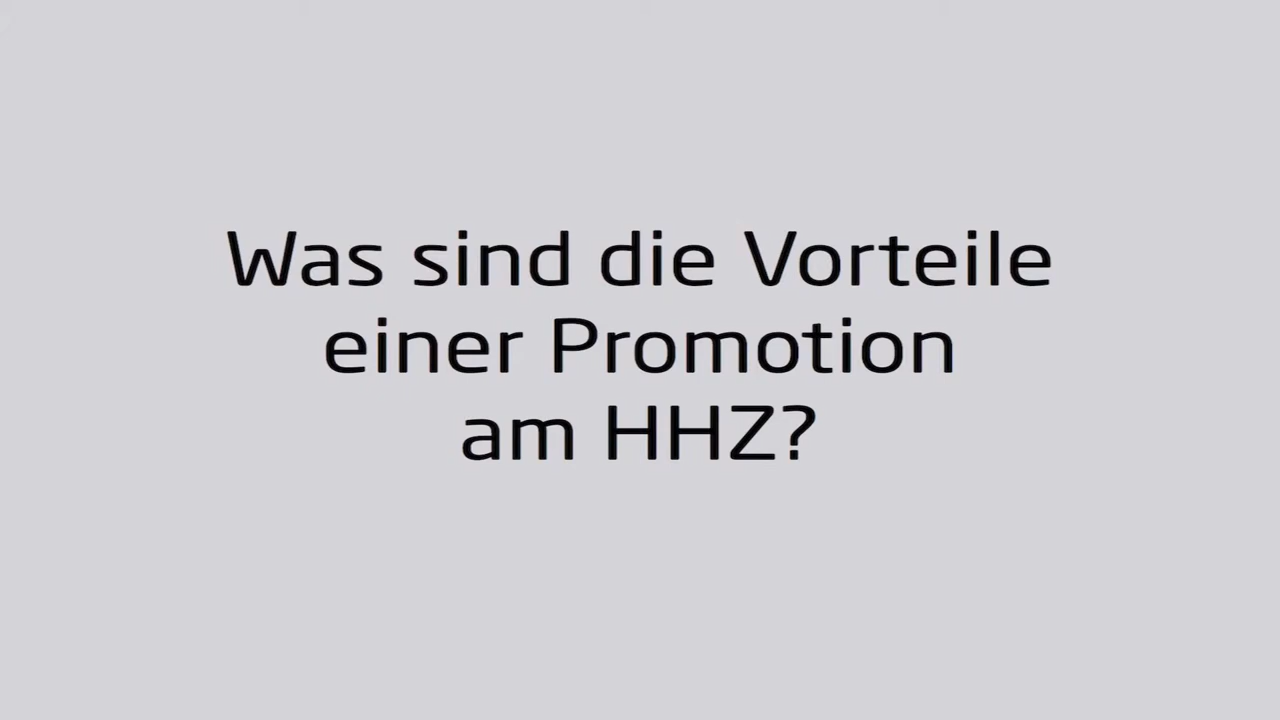 Was sind die Vorteile
einer Promotion
am HHZ?